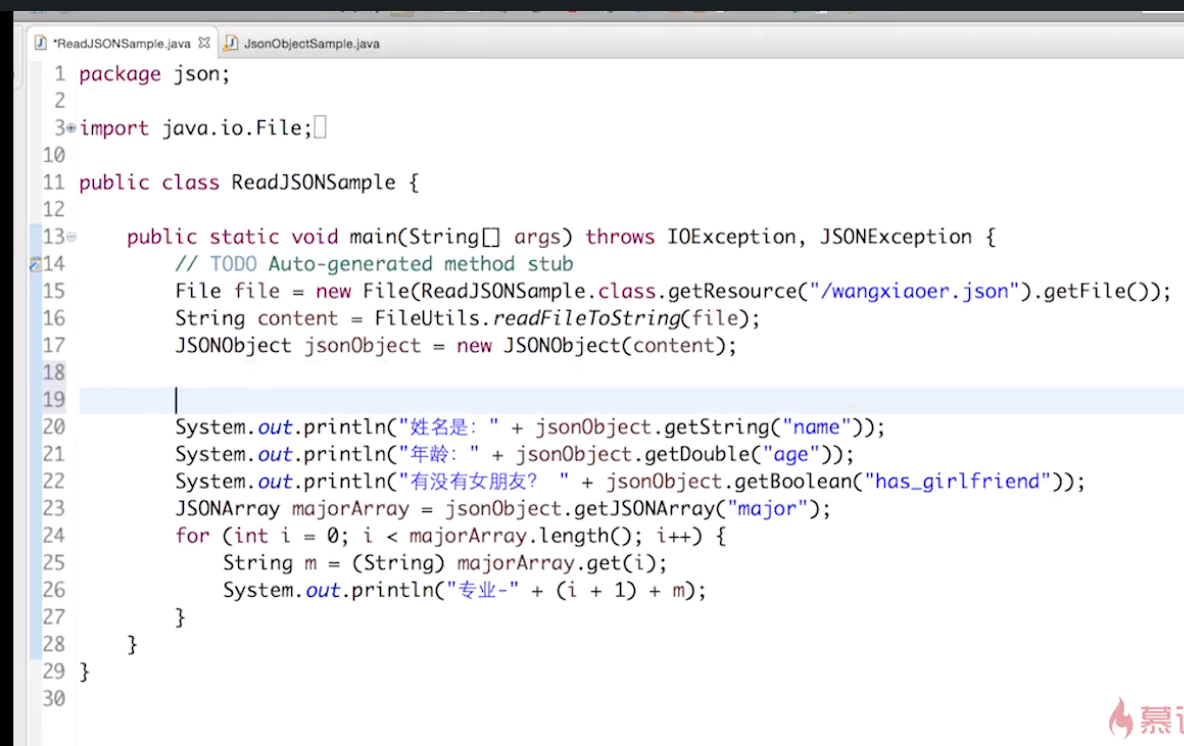 *ReadJSONSample.java JsonObjectSample.java
1 package json;
2
3 import java.io.File;
10
11 public class ReadJSONSample {
12
13 public static void main(String[] args) throws IOException, JSONException {
14 // TODO Auto-generated method stub
15 File file = new File(ReadJSONSample.class.getResource("/wangxiaoer.json").getFile());
16 String content = FileUtils.readFileToString(file);
17 JSONObject jsonObject = new JSONObject(content);
18
19
20 System.out.println("姓名是：" + jsonObject.getString("name"));
21 System.out.println("年龄：" + jsonObject.getDouble("age"));
22 System.out.println("有没有女朋友？ " + jsonObject.getBoolean("has_girlfriend"));
23 JSONArray majorArray = jsonObject.getJSONArray("major");
24 for (int i = 0; i < majorArray.length(); i++) {
25 String m = (String) majorArray.get(i);
26 System.out.println("专业-" + (i + 1) + m);
27 }
28 }
29 }
30
慕